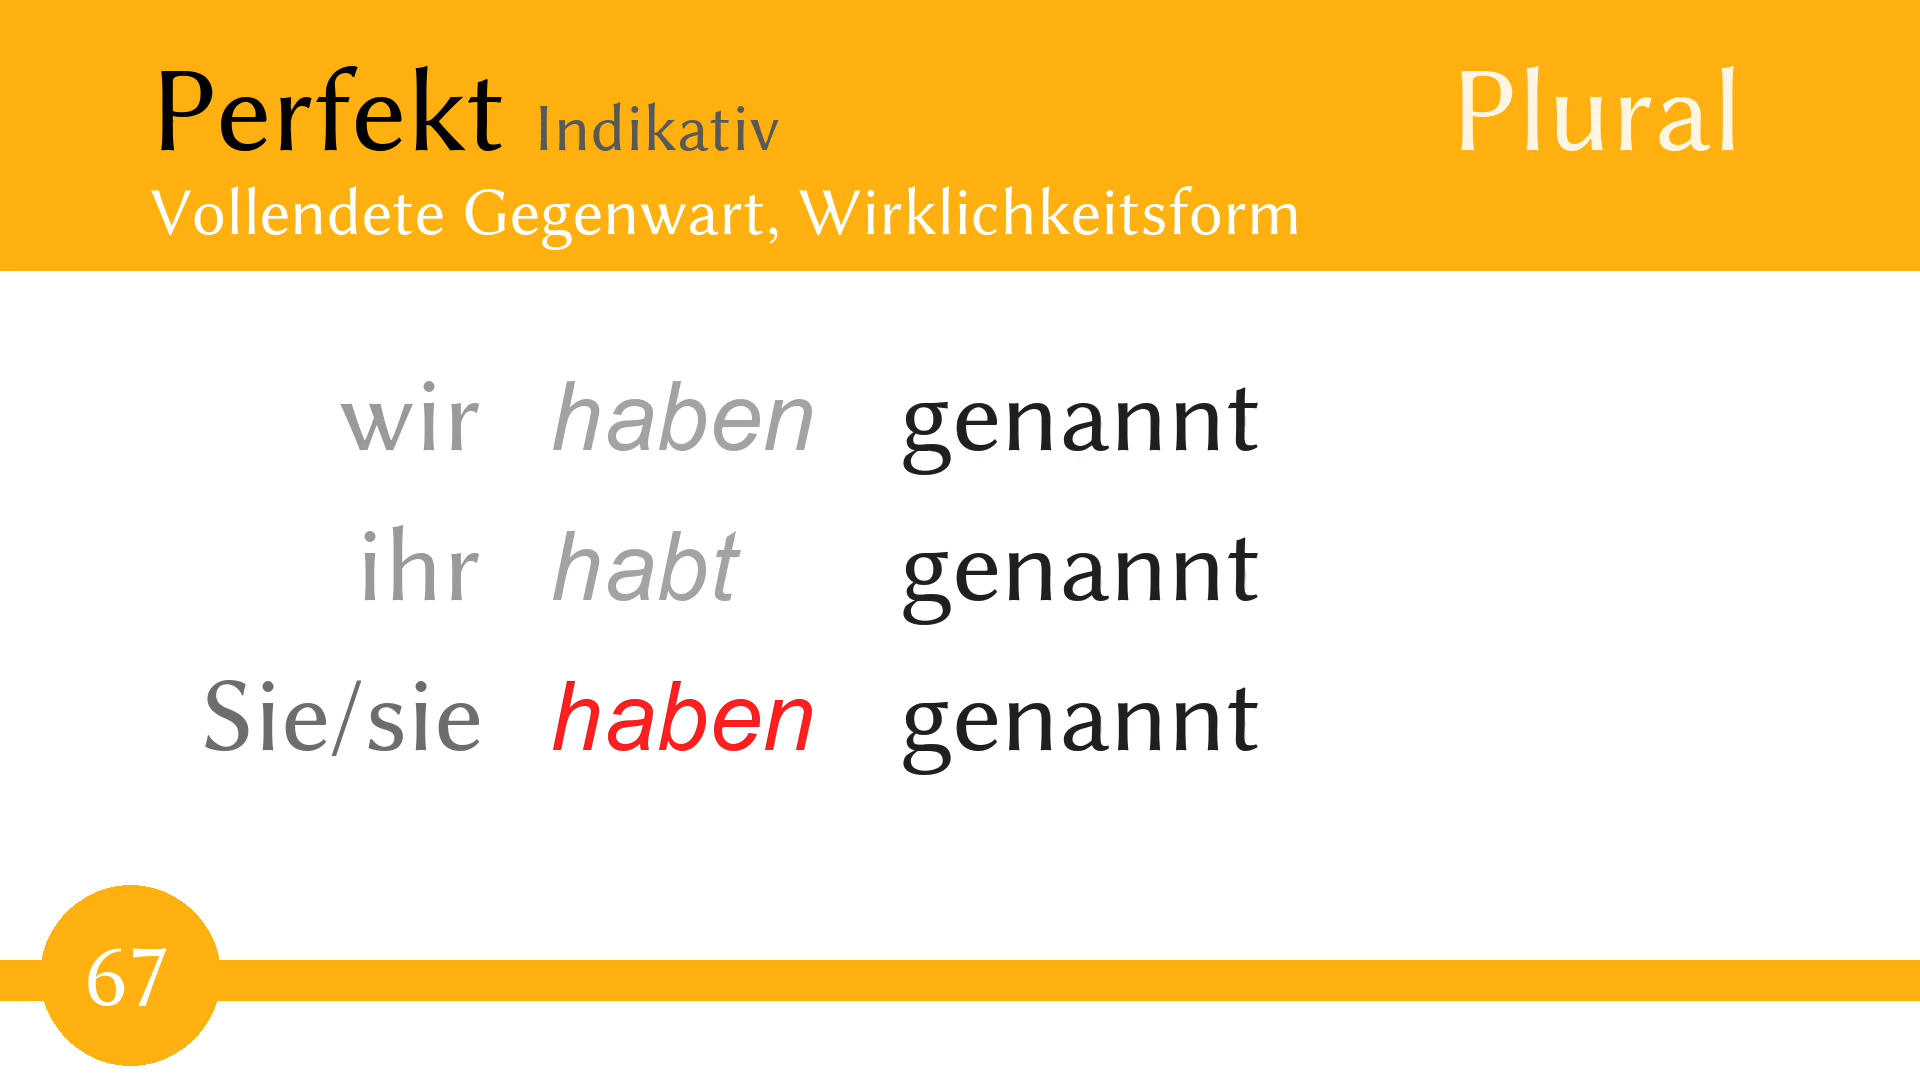 Perfekt Indikativ Plural
Vollendete Gegenwart, Wirklichkeitsform
wir haben genannt
ihr habt genannt
Sie/sie haben genannt
67